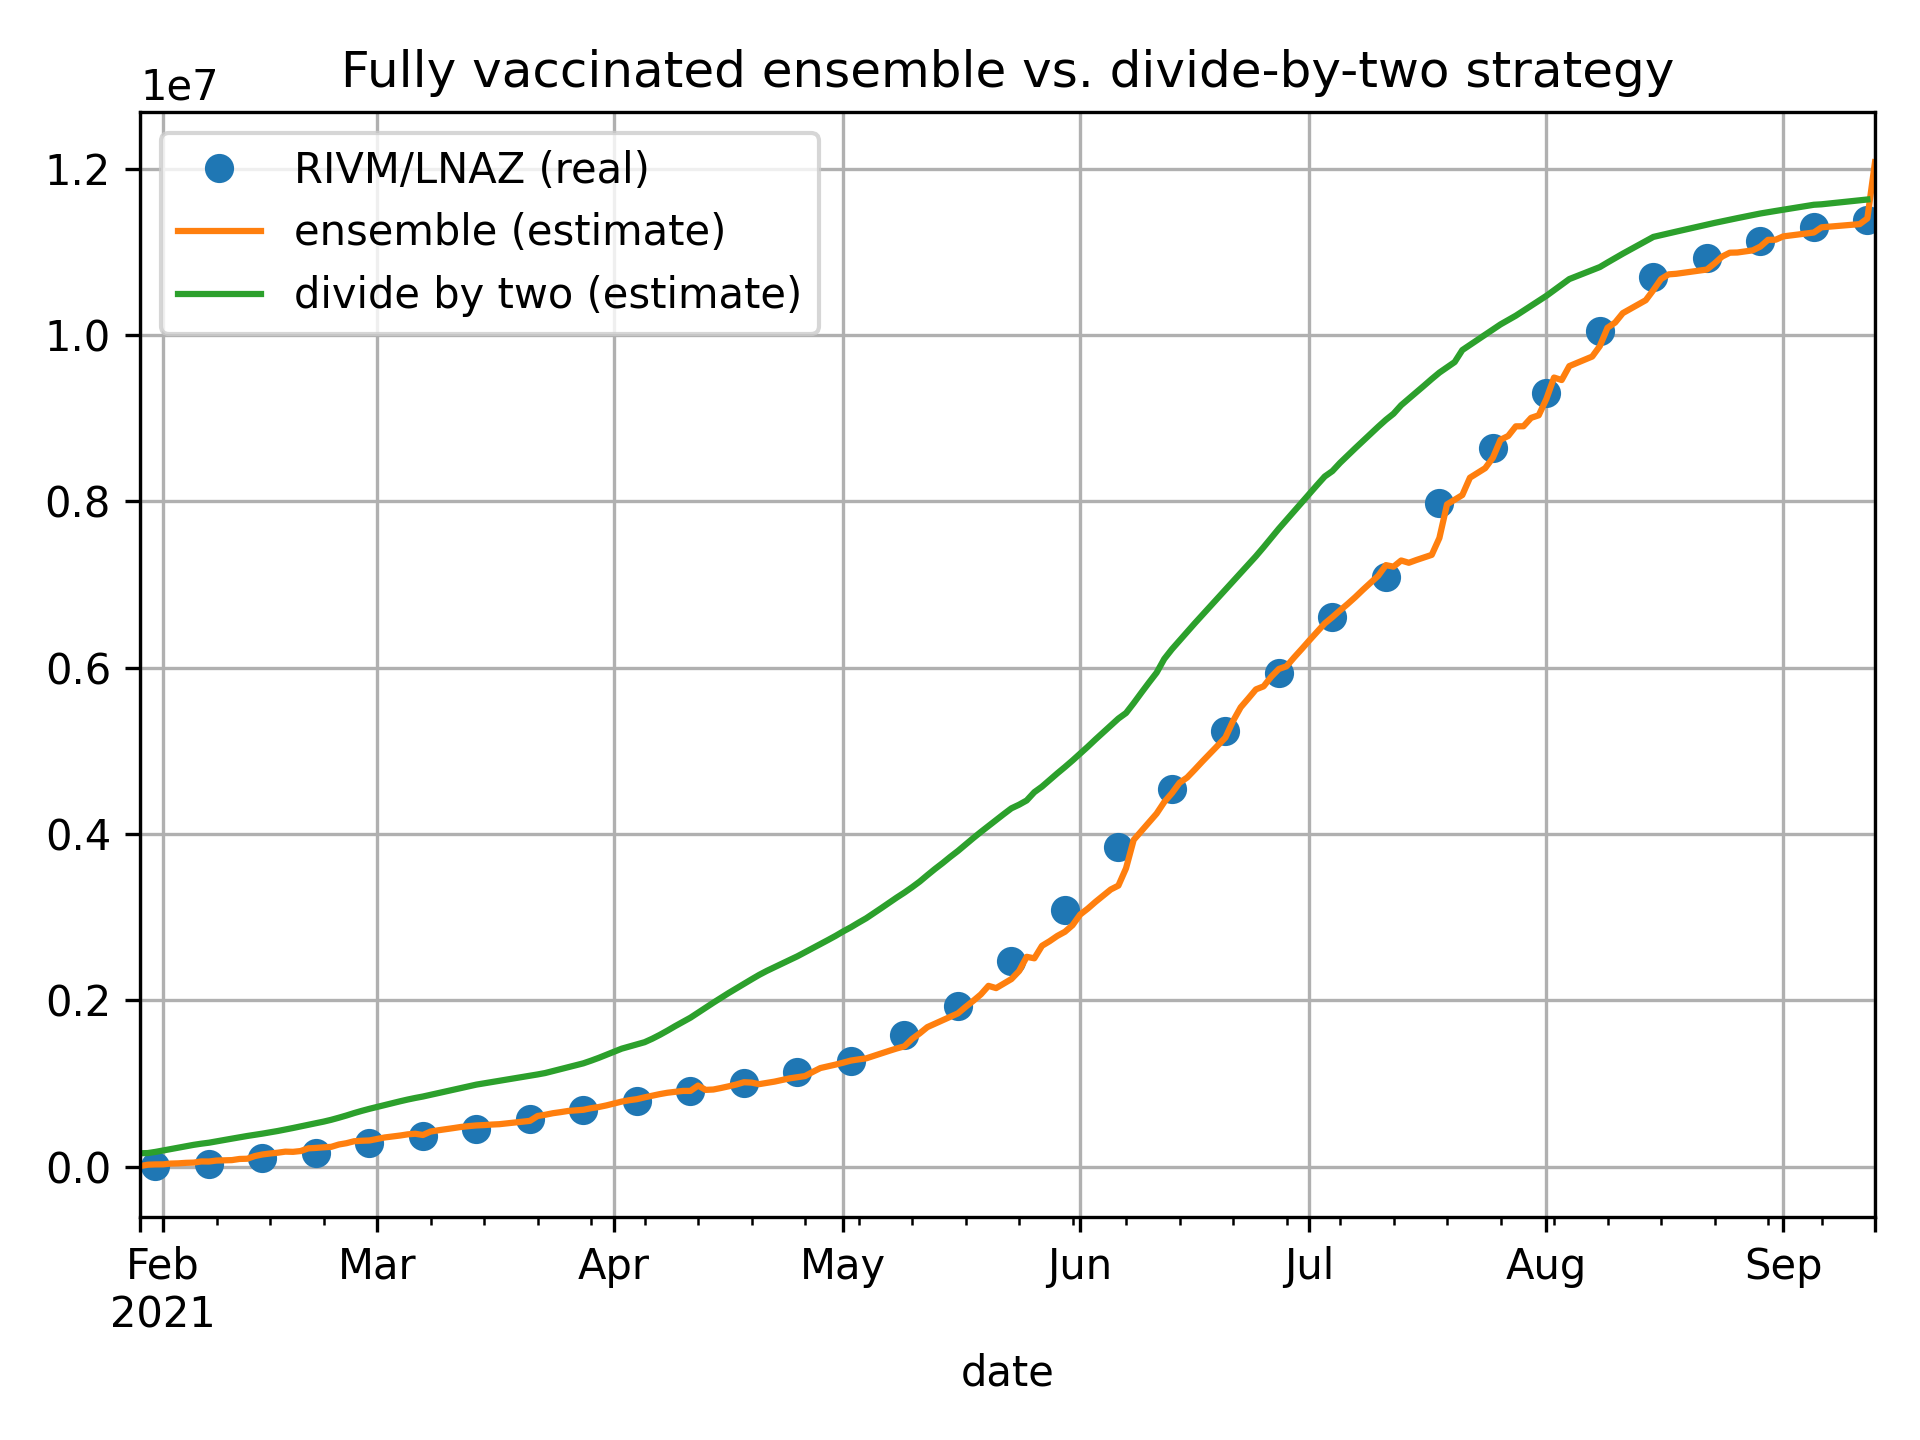 Fully vaccinated ensemble vs. divide-by-two strategy
1e7
RIVM/LNAZ (real)
ensemble (estimate)
divide by two (estimate)
1.2
1.0
0.8
0.6
0.4
0.2
0.0
Feb Mar Apr May Jun Jul Aug Sep
2021
date